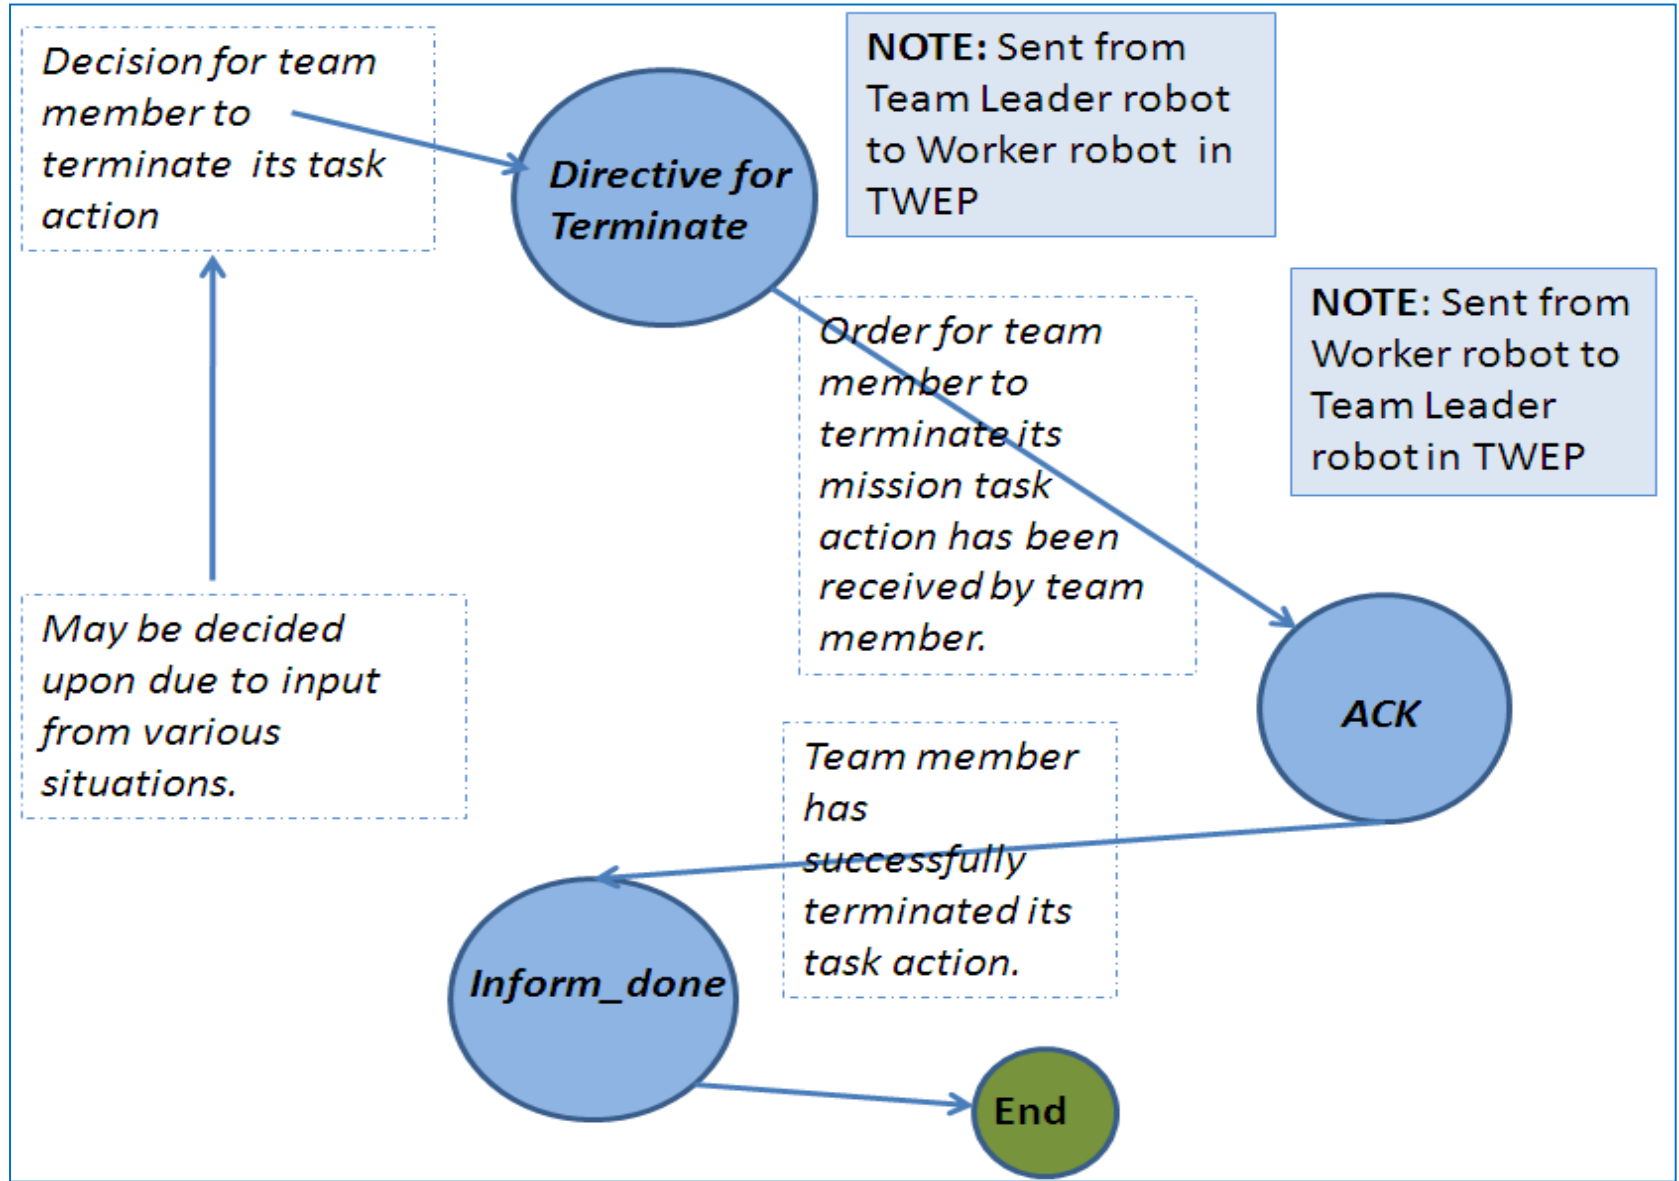 Decision for team
member to
terminate its task
action
Directive for
Terminate
NOTE: Sent from
Team Leader robot
to Worker robot in
TWEP
NOTE: Sent from
Worker robot to
Team Leader
robot in TWEP
Order for team
member to
terminate its
mission task
action has been
received by team
member.
May be decided
upon due to input
from various
situations.
ACK
Team member
has
successfully
terminated its
task action.
Inform_done
End